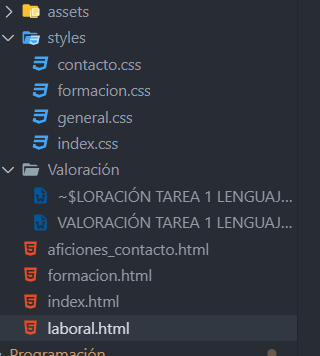 assets
styles
contacto.css
formacion.css
general.css
index.css
Valoración
~$LORACIÓN TAREA 1 LENGUAJ...
VALORACIÓN TAREA 1 LENGUAJ...
aficiones_contacto.html
formacion.html
index.html
laboral.html
Programación